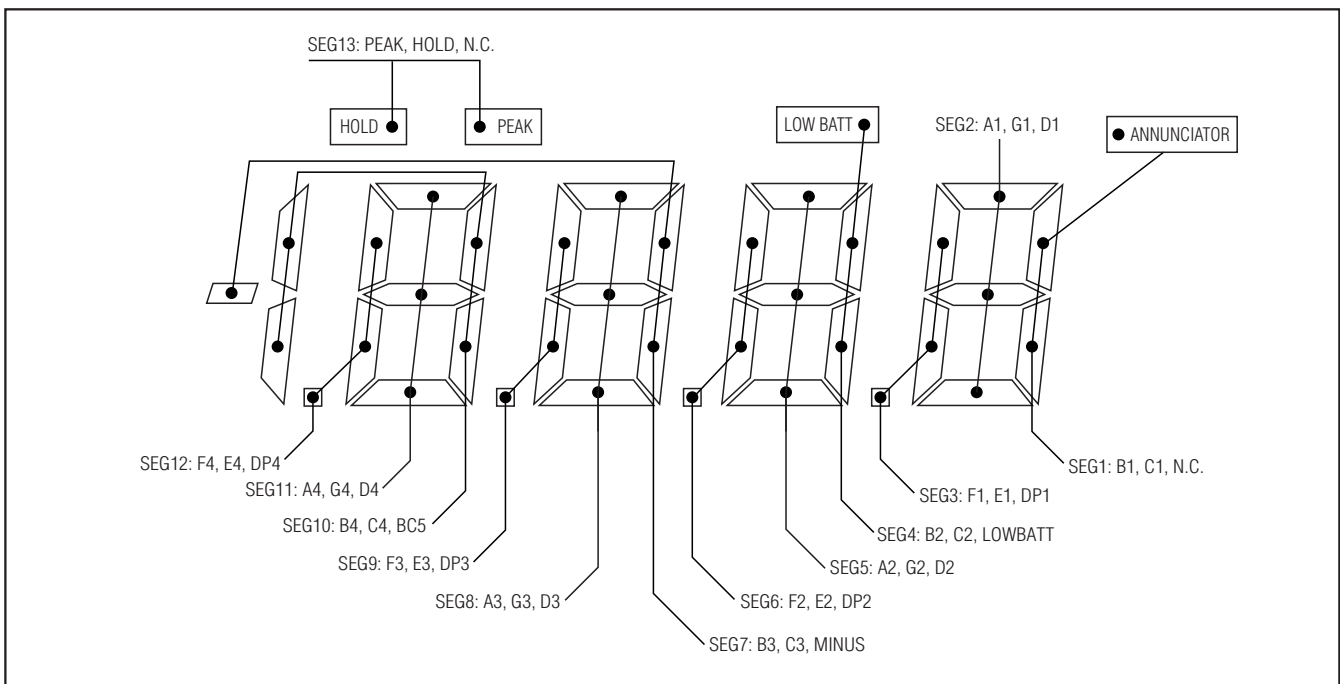 SEG13: PEAK, HOLD, N.C.
HOLD
PEAK
LOW BATT
SEG2: A1, G1, D1
ANNUNCIATOR
SEG12: F4, E4, DP4
SEG11: A4, G4, D4
SEG10: B4, C4, BC5
SEG9: F3, E3, DP3
SEG8: A3, G3, D3
SEG7: B3, C3, MINUS
SEG6: F2, E2, DP2
SEG5: A2, G2, D2
SEG4: B2, C2, LOWBATT
SEG3: F1, E1, DP1
SEG1: B1, C1, N.C.